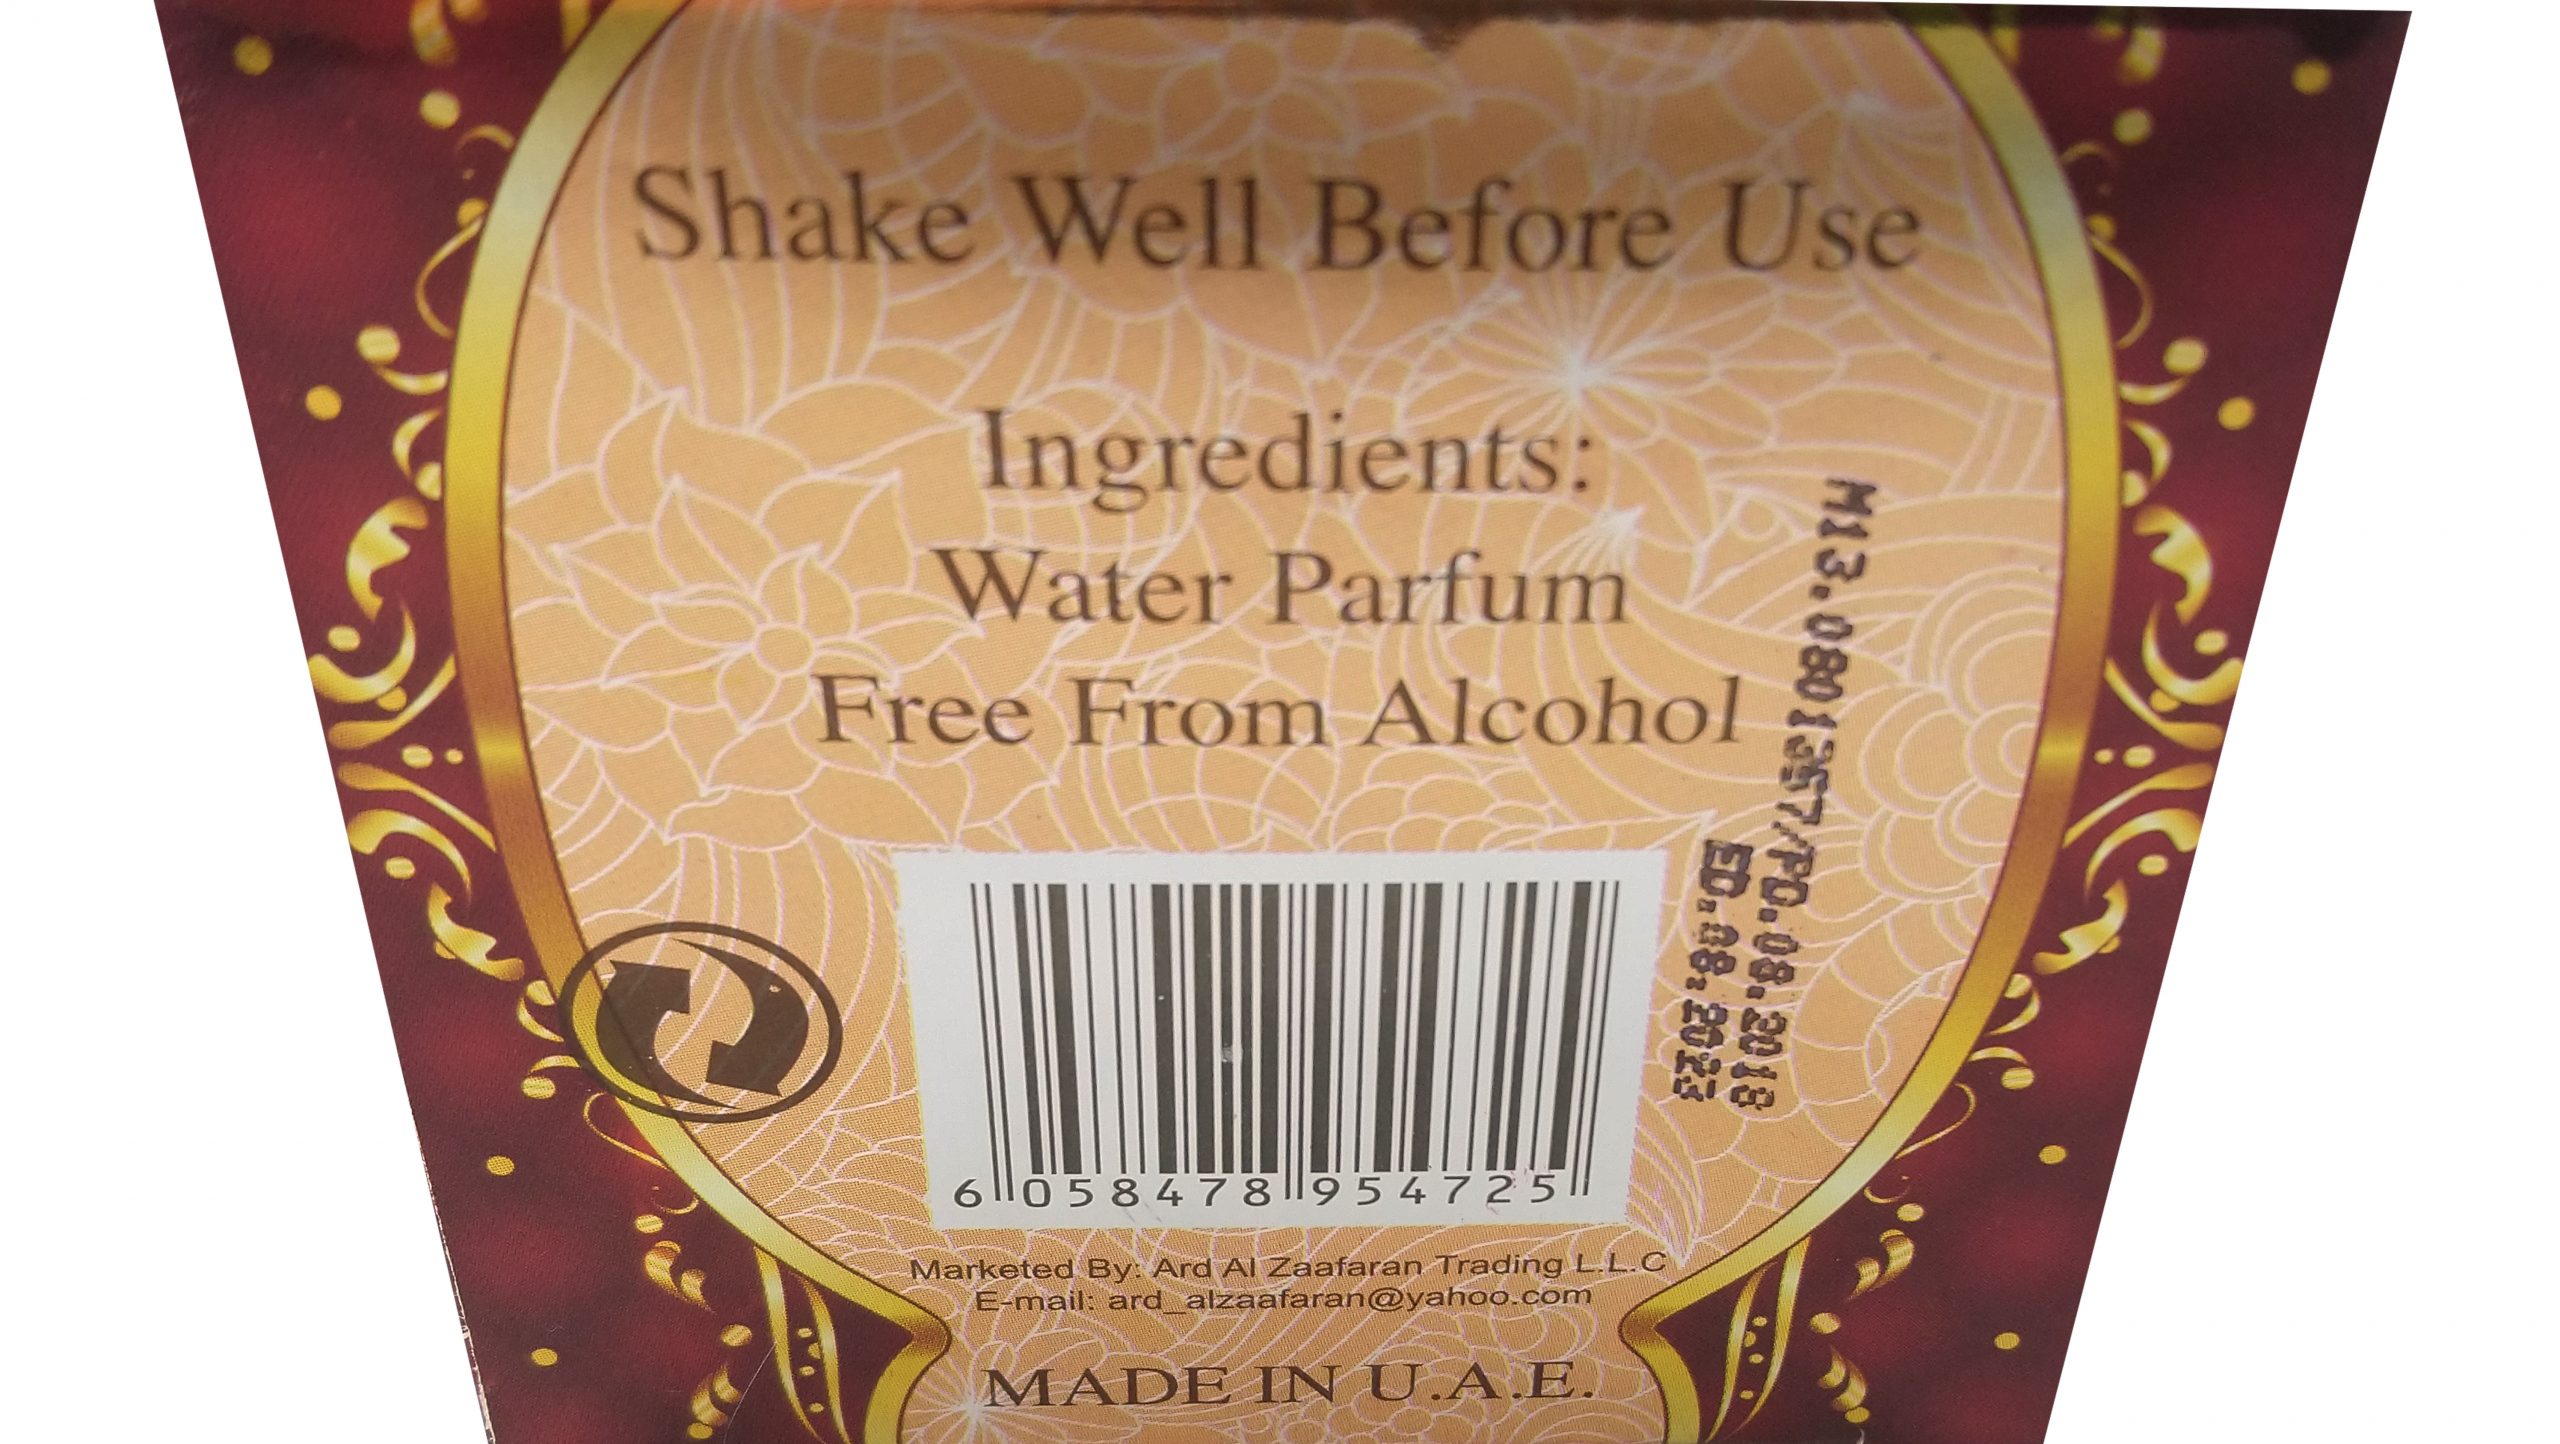 Shake Well Before Use
Ingredients:
Water Parfum
Free From Alcohol
M13.0801357/PD.08.2018
ED.08.2023
6 058478 954725
Marketed By: Ard Al Zaafaran Trading L.L.C
E-mail: ard_alzaafaran@yahoo.com
MADE IN U.A.E.